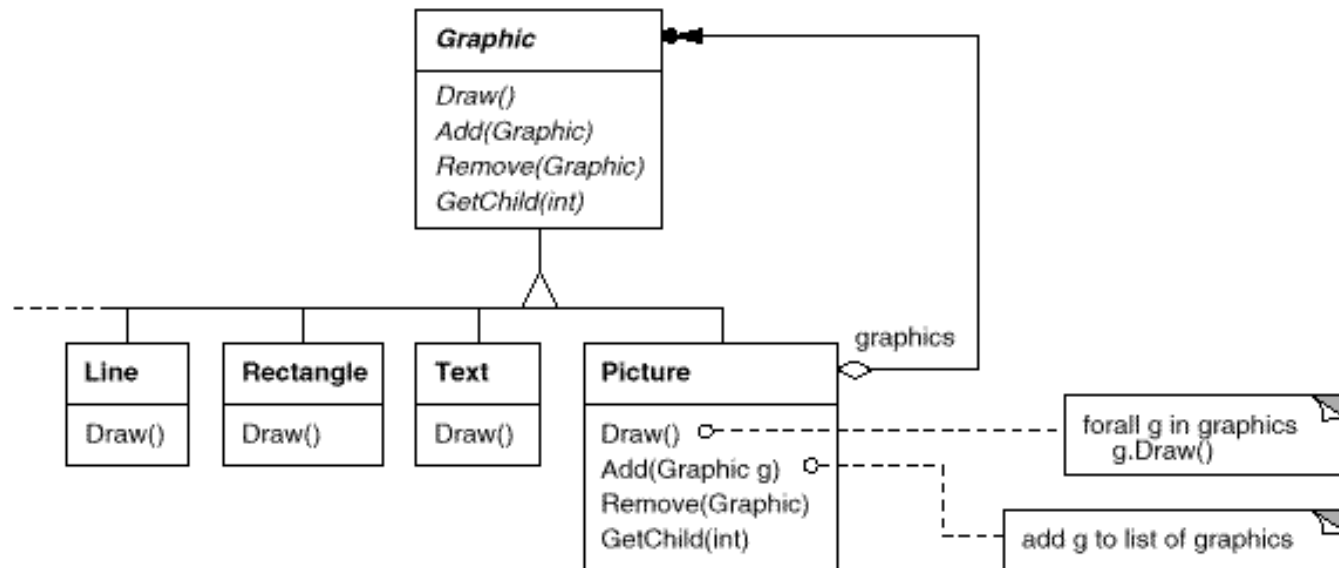 Graphic
Draw()
Add(Graphic)
Remove(Graphic)
GetChild(int)
graphics
Line
Draw()
Rectangle
Draw()
Text
Draw()
Picture
Draw()
Add(Graphic g)
Remove(Graphic)
GetChild(int)
forall g in graphics
g.Draw()
add g to list of graphics